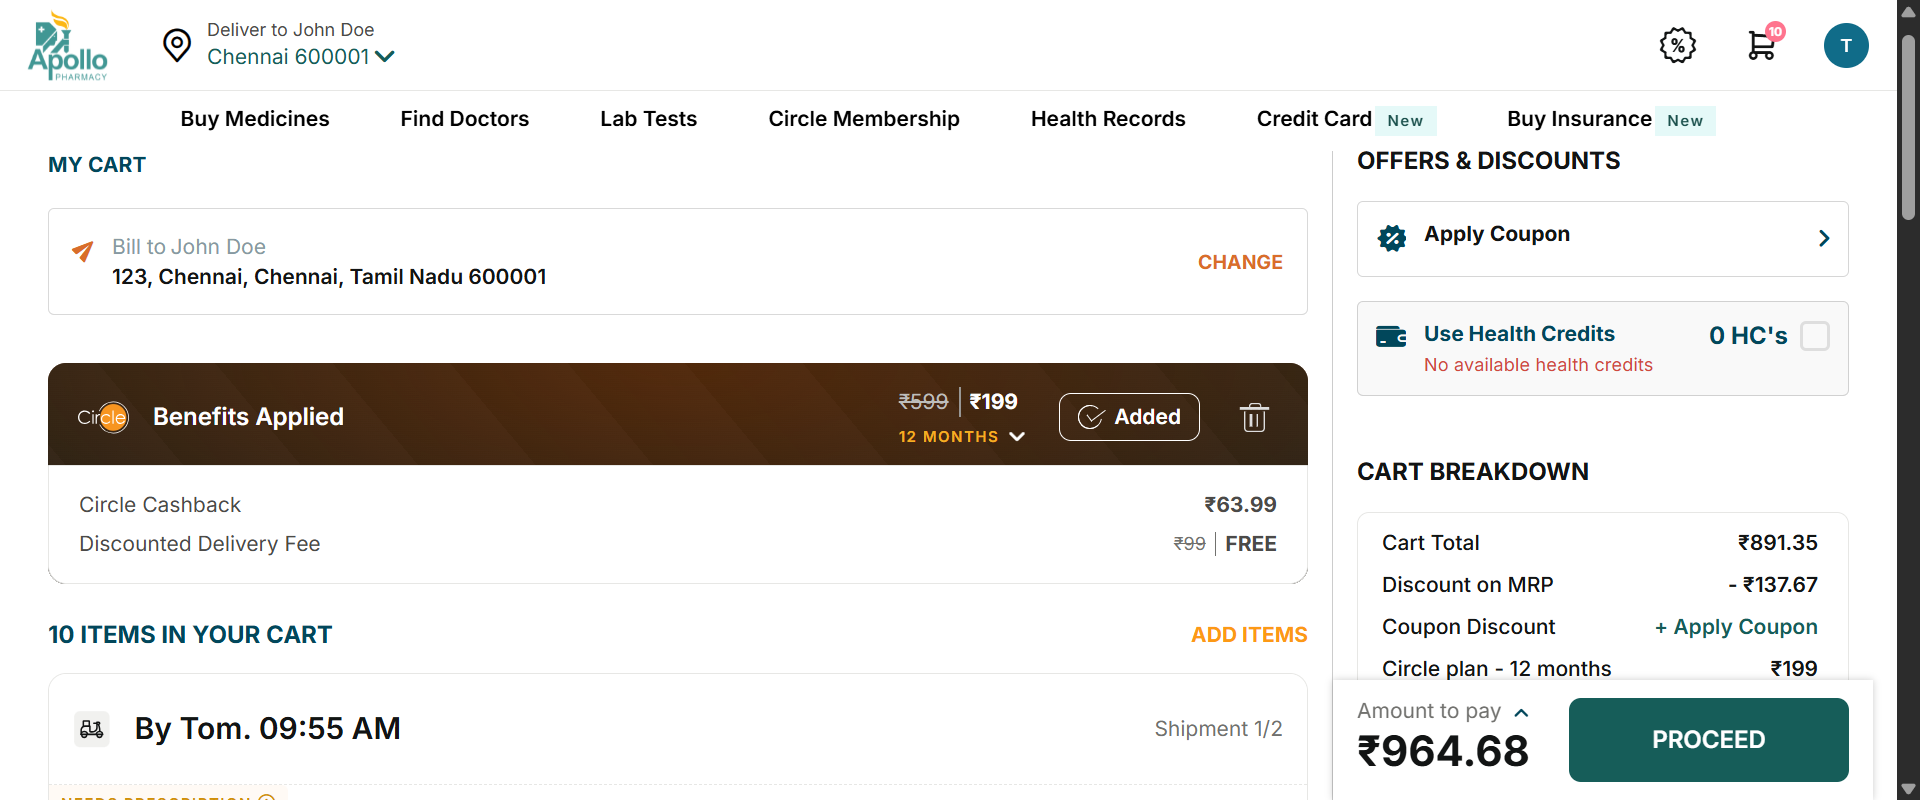 Apollo
PHARMACY
Deliver to John Doe
Chennai 600001
10
T
Buy Medicines
Find Doctors
Lab Tests
Circle Membership
Health Records
Credit Card New
Buy Insurance New
MY CART
Bill to John Doe
123, Chennai, Chennai, Tamil Nadu 600001
CHANGE
Circle
Benefits Applied
₹599 ₹199
12 MONTHS
Added
Circle Cashback ₹63.99
Discounted Delivery Fee ₹99 FREE
10 ITEMS IN YOUR CART
ADD ITEMS
By Tom. 09:55 AM
Shipment 1/2
NEEDS PRESCRIPTION
OFFERS & DISCOUNTS
Apply Coupon
Use Health Credits
0 HC's
No available health credits
CART BREAKDOWN
Cart Total ₹891.35
Discount on MRP - ₹137.67
Coupon Discount + Apply Coupon
Circle plan - 12 months ₹199
Amount to pay
₹964.68
PROCEED